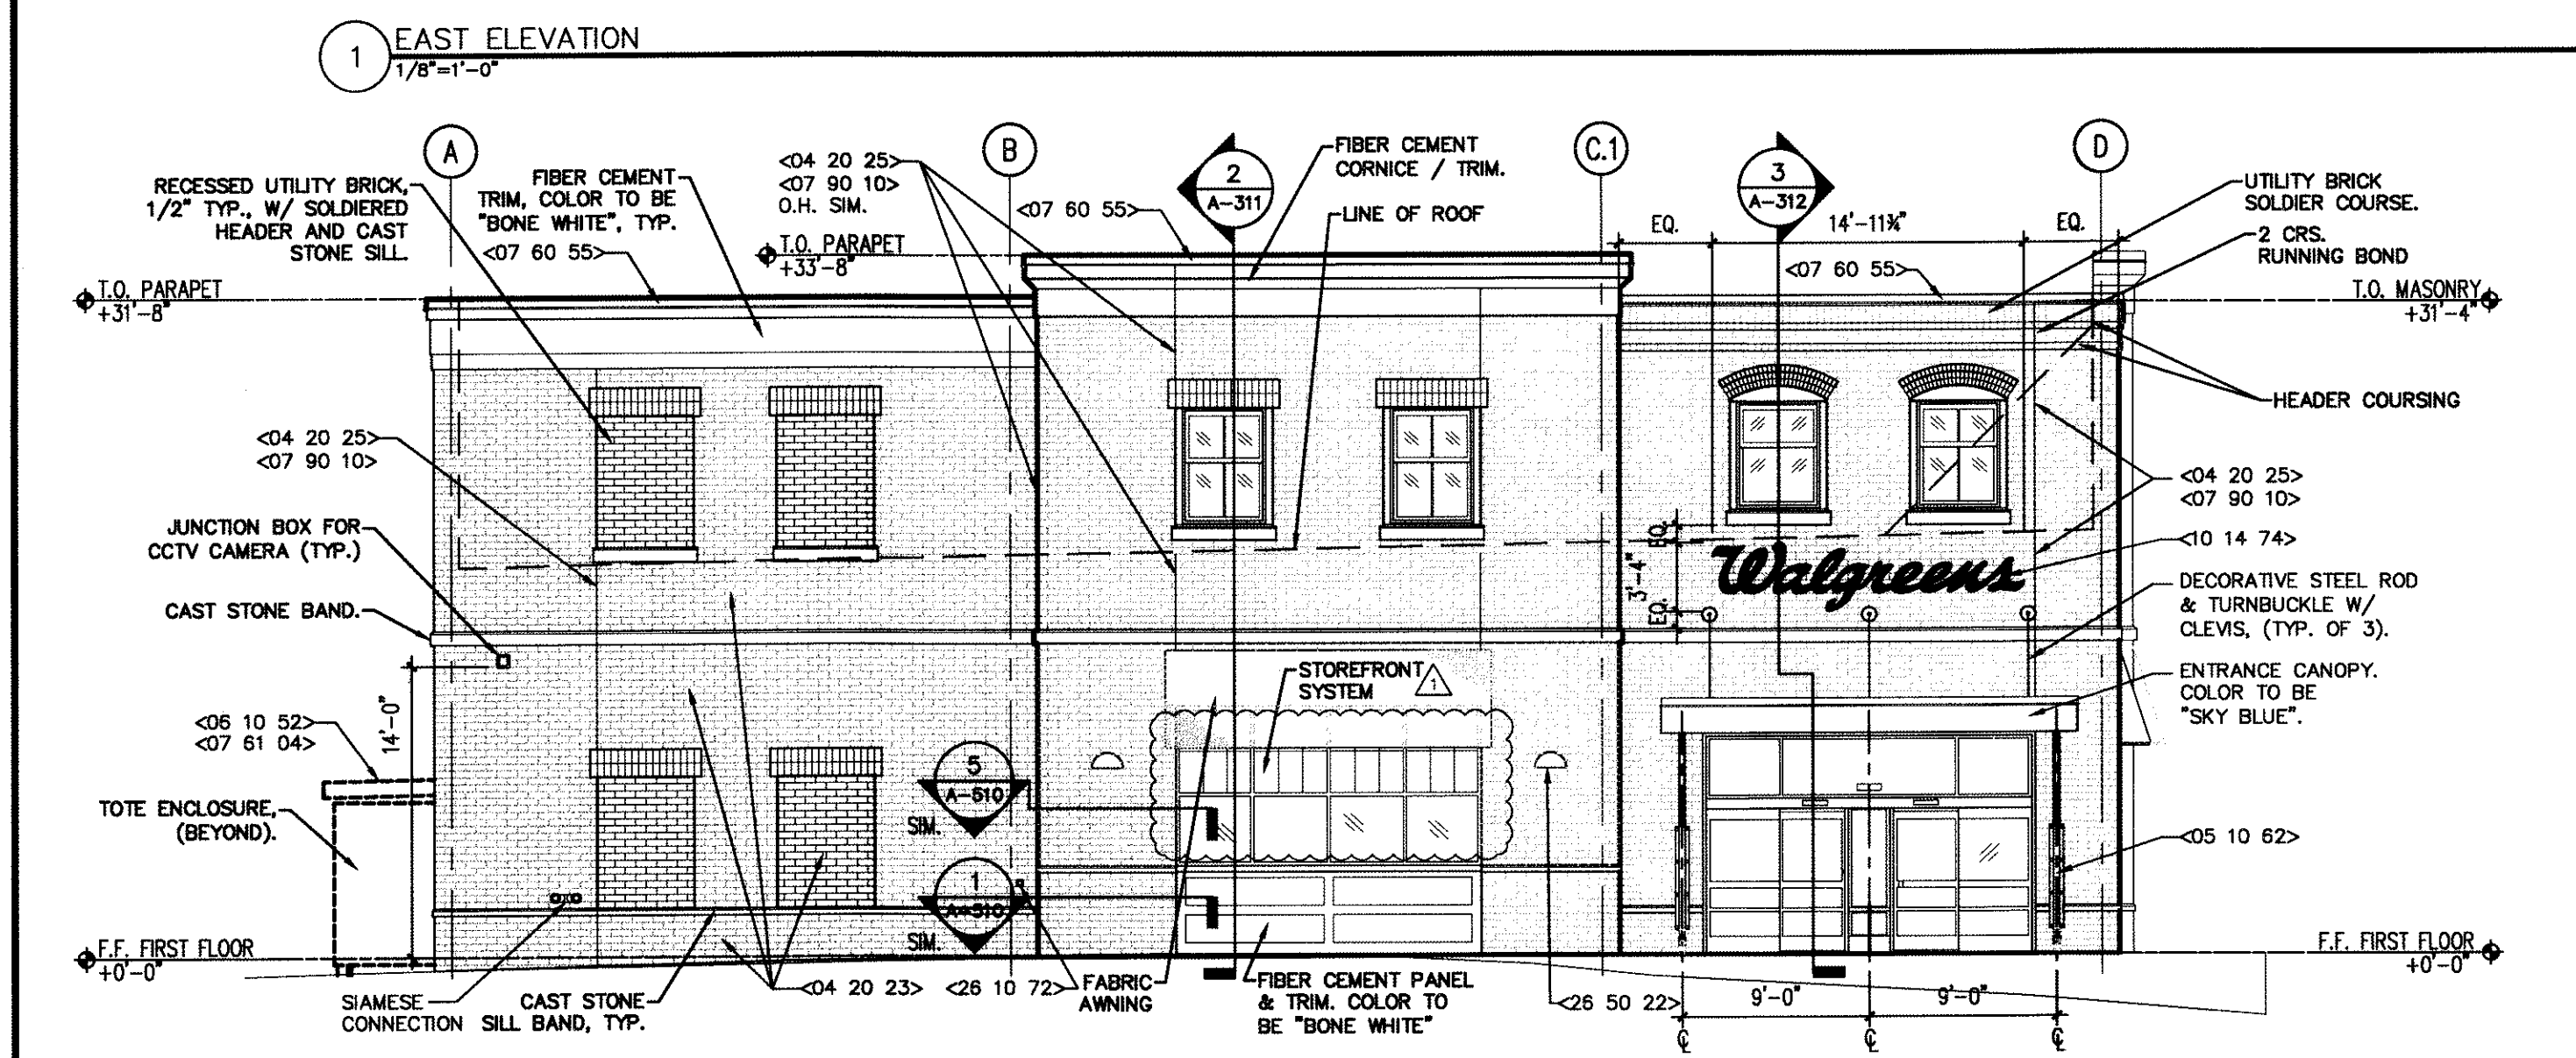 1
EAST ELEVATION
1/8"=1'-0"
A
B
C.1
D
2
A-311
3
A-312
RECESSED UTILITY BRICK,
1/2" TYP., W/ SOLDIERED
HEADER AND CAST
STONE SILL.
FIBER CEMENT
TRIM, COLOR TO BE
"BONE WHITE", TYP.
<07 60 55>
<04 20 25>
<07 90 10>
O.H. SIM.
T.O. PARAPET
+33'-8"
<07 60 55>
FIBER CEMENT
CORNICE / TRIM.
LINE OF ROOF
EQ.
14'-11¾"
EQ.
<07 60 55>
UTILITY BRICK
SOLDIER COURSE.
2 CRS.
RUNNING BOND
T.O. PARAPET
+31'-8"
T.O. MASONRY
+31'-4"
HEADER COURSING
<04 20 25>
<07 90 10>
<04 20 25>
<07 90 10>
JUNCTION BOX FOR
CCTV CAMERA (TYP.)
CAST STONE BAND.
EQ.
3'-4"
EQ.
Walgreens
<10 14 74>
DECORATIVE STEEL ROD
& TURNBUCKLE W/
CLEVIS, (TYP. OF 3).
STOREFRONT
SYSTEM
1
ENTRANCE CANOPY.
COLOR TO BE
"SKY BLUE".
14'-0"
<06 10 52>
<07 61 04>
TOTE ENCLOSURE,
(BEYOND).
5
A-510
SIM.
1
A-510
SIM.
<05 10 62>
F.F. FIRST FLOOR
+0'-0"
F.F. FIRST FLOOR
+0'-0"
SIAMESE
CONNECTION
CAST STONE
SILL BAND, TYP.
<04 20 23>
<26 10 72>
FABRIC
AWNING
FIBER CEMENT PANEL
& TRIM. COLOR TO
BE "BONE WHITE"
<26 50 22>
9'-0"
9'-0"
℄
℄
℄